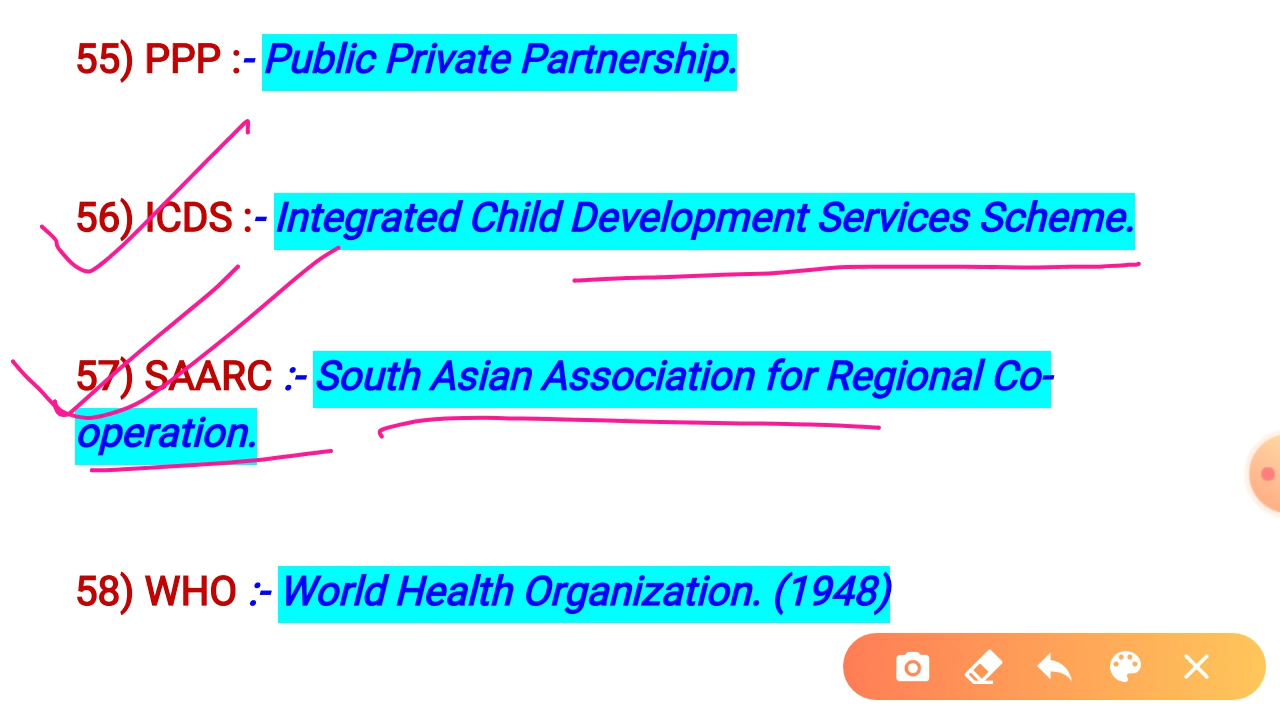 55) PPP :- Public Private Partnership.
56) ICDS :- Integrated Child Development Services Scheme.
57) SAARC :- South Asian Association for Regional Co-
operation.
58) WHO :- World Health Organization. (1948)